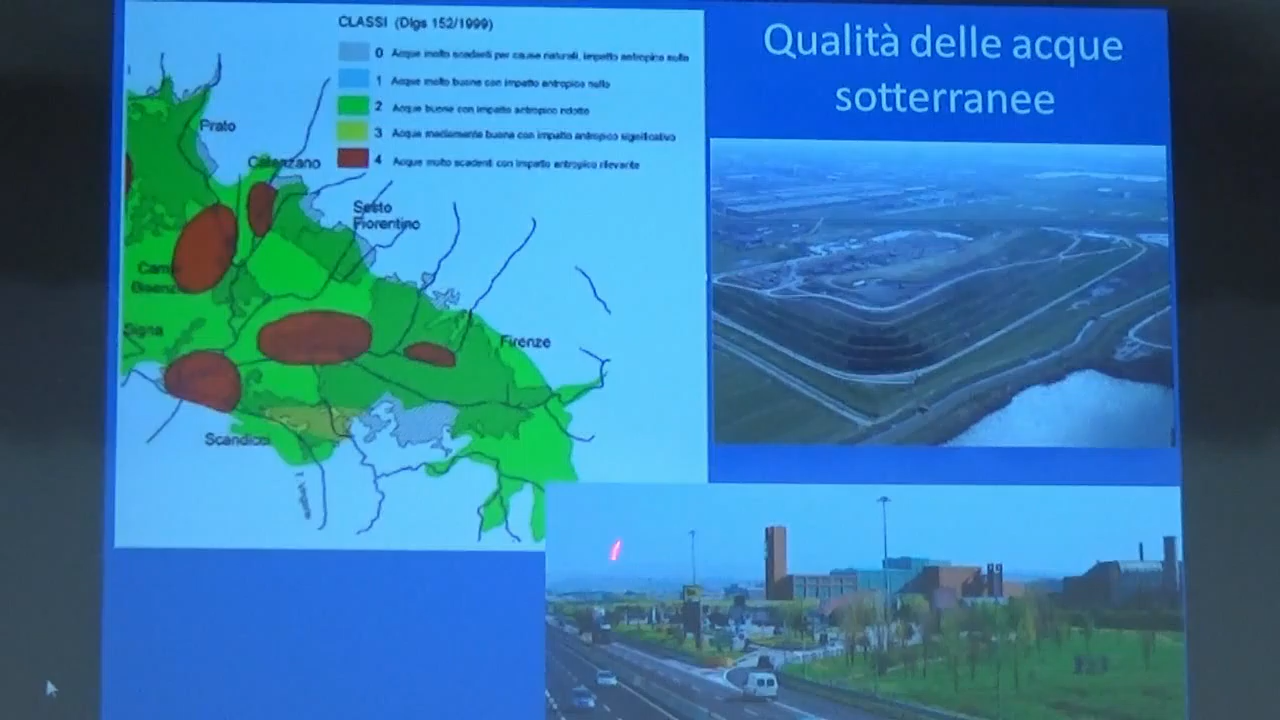 CLASSI (Dlgs 152/1999)
0 Acque molto scadenti per cause naturali, impatto antropico nullo
1 Acque molto buone con impatto antropico nullo
2 Acque buone con impatto antropico ridotto
3 Acque mediamente buone con impatto antropico significativo
4 Acque molto scadenti con impatto antropico rilevante
Qualità delle acque
sotterranee
Prato
Calenzano
Sesto
Fiorentino
Campi
Bisenzio
Signa
Firenze
Scandicci